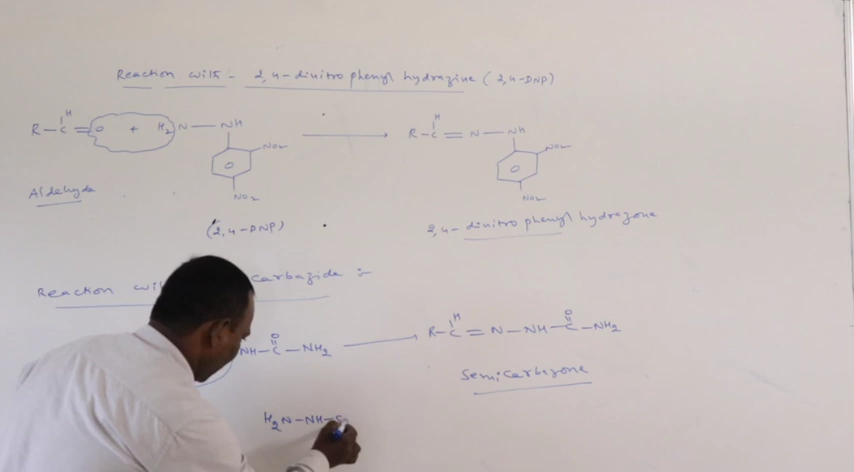 Reaction with:- 2,4-dinitro phenyl hydrazine (2,4-DNP)
H H
R-C=O + H2N-NH → R-C=N-NH
NO2 NO2
NO2 NO2
Aldehyde
(2,4-DNP) 2,4-dinitro phenyl hydrazone
Reaction carbazide :-
O H O
NH-C-NH2 → R-C=N-NH-C-NH2
Semicarbazone
H2N-NH-